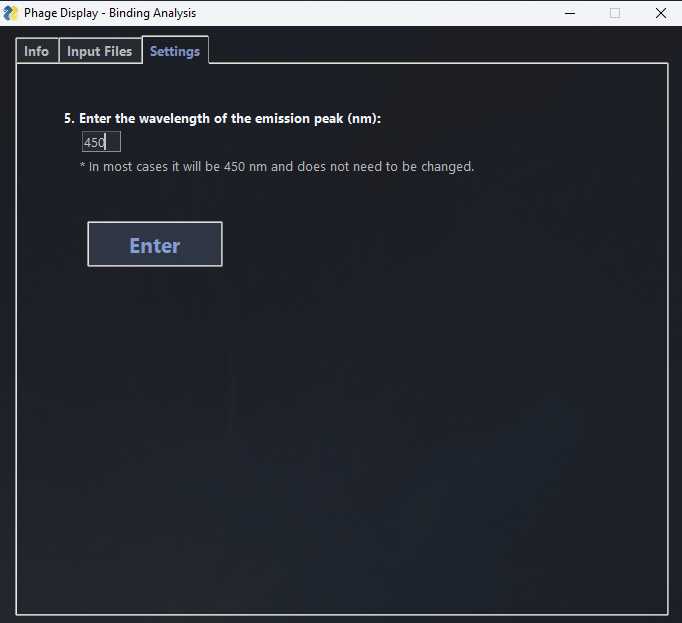 Phage Display - Binding Analysis
Info
Input Files
Settings
5. Enter the wavelength of the emission peak (nm):
450
* In most cases it will be 450 nm and does not need to be changed.
Enter